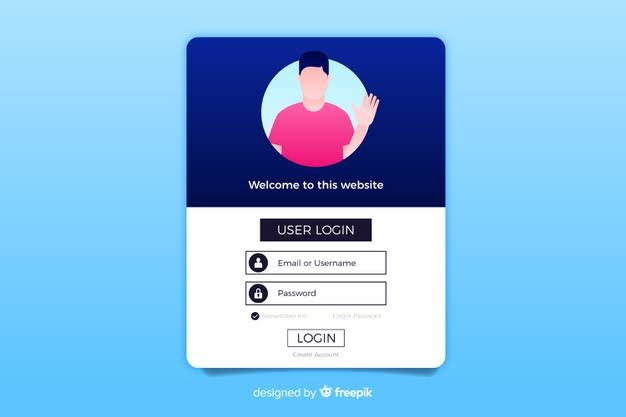 Welcome to this website
USER LOGIN
Email or Username
Password
Remember me Forgot Password
LOGIN
Create Account
designed by freepik